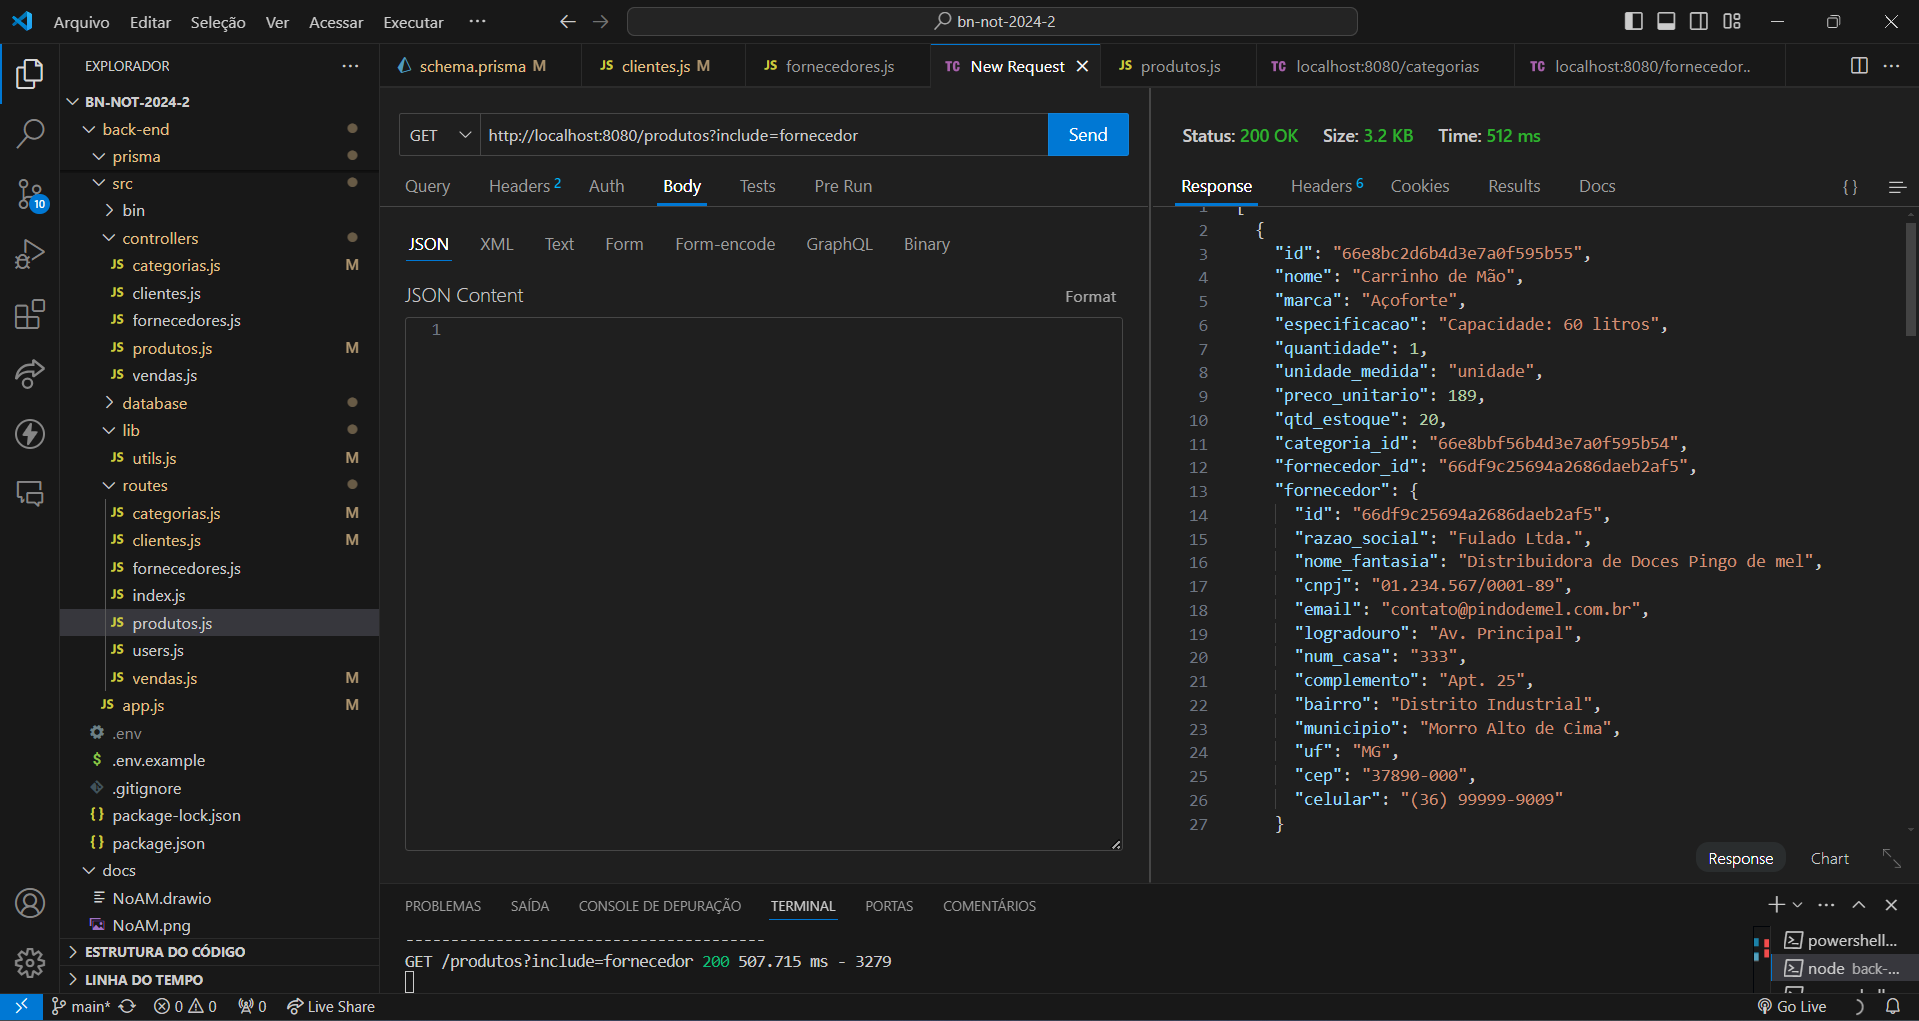 Arquivo Editar Seleção Ver Acessar Executar ··· bn-not-2024-2
EXPLORADOR ···
schema.prisma M JS clientes.js M JS fornecedores.js TC New Request JS produtos.js TC localhost:8080/categorias TC localhost:8080/fornecedor.. ···
BN-NOT-2024-2
back-end
prisma
src
bin
controllers
JS categorias.js M
JS clientes.js
JS fornecedores.js
JS produtos.js M
JS vendas.js
database
lib
JS utils.js M
routes
JS categorias.js M
JS clientes.js M
JS fornecedores.js
JS index.js
JS produtos.js
JS users.js
JS vendas.js M
JS app.js M
.env
$ .env.example
.gitignore
{} package-lock.json
{} package.json
docs
NoAM.drawio
NoAM.png
ESTRUTURA DO CÓDIGO
LINHA DO TEMPO
10
GET http://localhost:8080/produtos?include=fornecedor Send
Query Headers 2 Auth Body Tests Pre Run
JSON XML Text Form Form-encode GraphQL Binary
JSON Content Format
1
Status: 200 OK Size: 3.2 KB Time: 512 ms
Response Headers 6 Cookies Results Docs {}
1 [
2 {
3 "id": "66e8bc2d6b4d3e7a0f595b55",
4 "nome": "Carrinho de Mão",
5 "marca": "Açoforte",
6 "especificacao": "Capacidade: 60 litros",
7 "quantidade": 1,
8 "unidade_medida": "unidade",
9 "preco_unitario": 189,
10 "qtd_estoque": 20,
11 "categoria_id": "66e8bbf56b4d3e7a0f595b54",
12 "fornecedor_id": "66df9c25694a2686daeb2af5",
13 "fornecedor": {
14 "id": "66df9c25694a2686daeb2af5",
15 "razao_social": "Fulado Ltda.",
16 "nome_fantasia": "Distribuidora de Doces Pingo de mel",
17 "cnpj": "01.234.567/0001-89",
18 "email": "contato@pindodemel.com.br",
19 "logradouro": "Av. Principal",
20 "num_casa": "333",
21 "complemento": "Apt. 25",
22 "bairro": "Distrito Industrial",
23 "municipio": "Morro Alto de Cima",
24 "uf": "MG",
25 "cep": "37890-000",
26 "celular": "(36) 99999-9009"
27 }
Response Chart
PROBLEMAS SAÍDA CONSOLE DE DEPURAÇÃO TERMINAL PORTAS COMENTÁRIOS ···
----------------------------------------
GET /produtos?include=fornecedor 200 507.715 ms - 3279
powershell...
node back-...
main* 0 0 0 Live Share Go Live